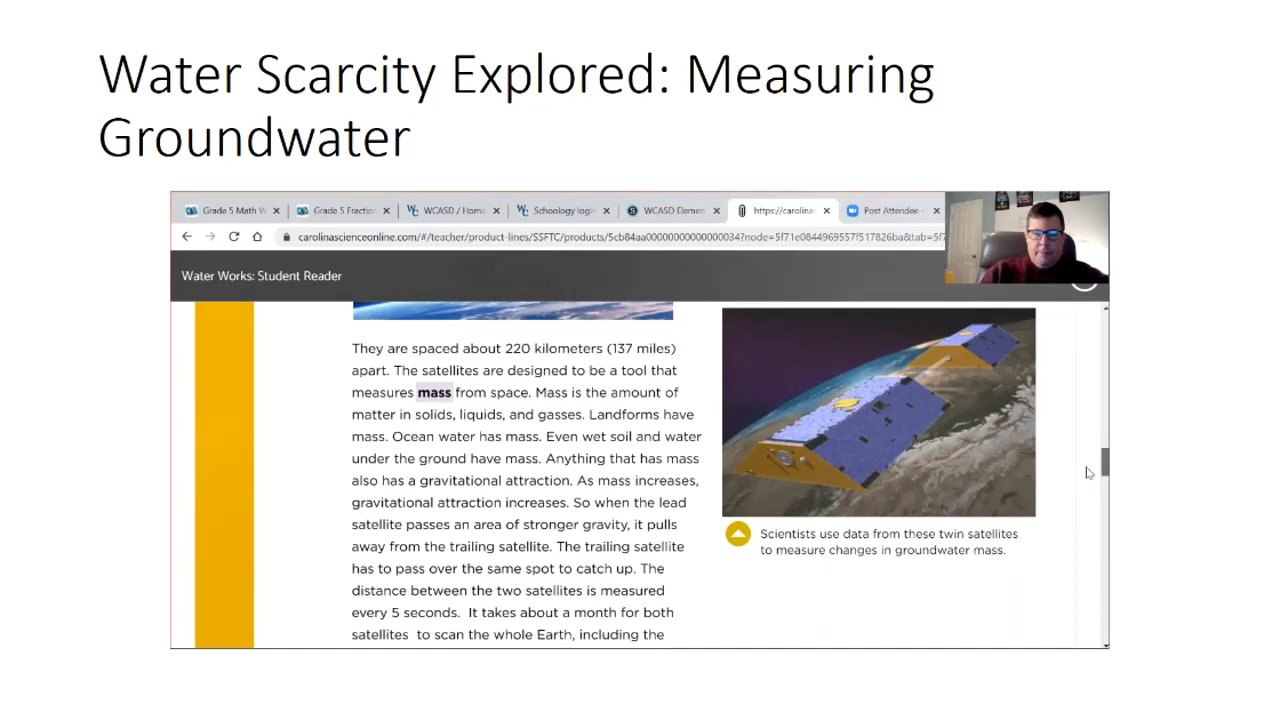 Water Scarcity Explored: Measuring
Groundwater
Grade 5 Math W
Grade 5 Fraction
WCASD / Home
Schoology login
WCASD Elemen
https://carolina
Post Attendee -
carolinascienceonline.com/#/teacher/product-lines/SSFTC/products/
Water Works: Student Reader
They are spaced about 220 kilometers (137 miles)
apart. The satellites are designed to be a tool that
measures mass from space. Mass is the amount of
matter in solids, liquids, and gasses. Landforms have
mass. Ocean water has mass. Even wet soil and water
under the ground have mass. Anything that has mass
also has a gravitational attraction. As mass increases,
gravitational attraction increases. So when the lead
satellite passes an area of stronger gravity, it pulls
away from the trailing satellite. The trailing satellite
has to pass over the same spot to catch up. The
distance between the two satellites is measured
every 5 seconds. It takes about a month for both
satellites to scan the whole Earth, including the
Scientists use data from these twin satellites
to measure changes in groundwater mass.